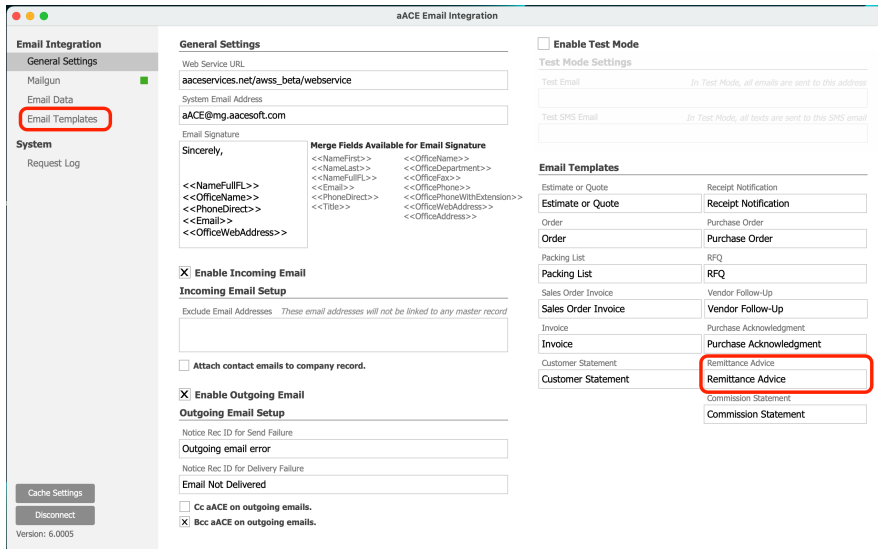 aACE Email Integration
Email Integration
General Settings
Mailgun
Email Data
Email Templates
System
Request Log
Cache Settings
Disconnect
Version: 6.0005
General Settings
Web Service URL
aaceservices.net/awss_beta/webservice
System Email Address
aACE@mg.aacesoft.com
Email Signature
Sincerely,
<<NameFullFL>>
<<OfficeName>>
<<PhoneDirect>>
<<Email>>
<<OfficeWebAddress>>
Merge Fields Available for Email Signature
<<NameFirst>> <<OfficeName>>
<<NameLast>> <<OfficeDepartment>>
<<NameFullFL>> <<OfficeFax>>
<<Email>> <<OfficePhone>>
<<PhoneDirect>> <<OfficePhoneWithExtension>>
<<Title>> <<OfficeWebAddress>>
<<OfficeAddress>>
X Enable Incoming Email
Incoming Email Setup
Exclude Email Addresses These email addresses will not be linked to any master record
Attach contact emails to company record.
X Enable Outgoing Email
Outgoing Email Setup
Notice Rec ID for Send Failure
Outgoing email error
Notice Rec ID for Delivery Failure
Email Not Delivered
Cc aACE on outgoing emails.
X Bcc aACE on outgoing emails.
Enable Test Mode
Test Mode Settings
Test Email In Test Mode, all emails are sent to this address
Test SMS Email In Test Mode, all texts are sent to this SMS email
Email Templates
Estimate or Quote Receipt Notification
Estimate or Quote Receipt Notification
Order Purchase Order
Order Purchase Order
Packing List RFQ
Packing List RFQ
Sales Order Invoice Vendor Follow-Up
Sales Order Invoice Vendor Follow-Up
Invoice Purchase Acknowledgment
Invoice Purchase Acknowledgment
Customer Statement Remittance Advice
Customer Statement Remittance Advice
Commission Statement
Commission Statement